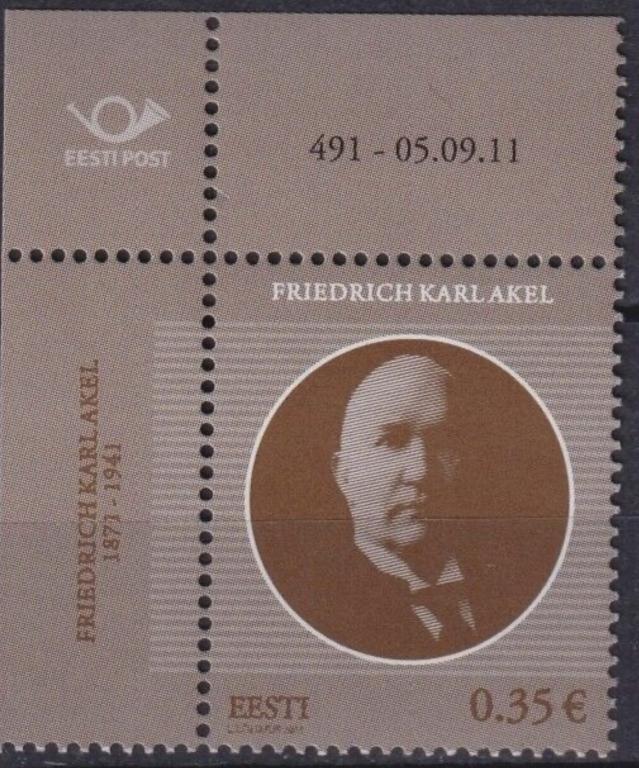 EESTI POST
491 - 05.09.11
FRIEDRICH KARL AKEL
FRIEDRICH KARL AKEL
1871 - 1941
EESTI
0.35 €